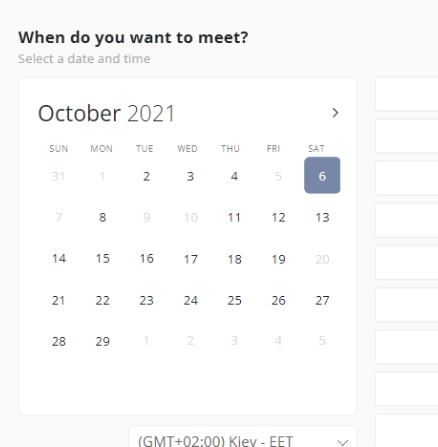 When do you want to meet?
Select a date and time
October 2021
SUN MON TUE WED THU FRI SAT
31 1 2 3 4 5 6
7 8 9 10 11 12 13
14 15 16 17 18 19 20
21 22 23 24 25 26 27
28 29 1 2 3 4 5
(GMT+02:00) Kiev - EET